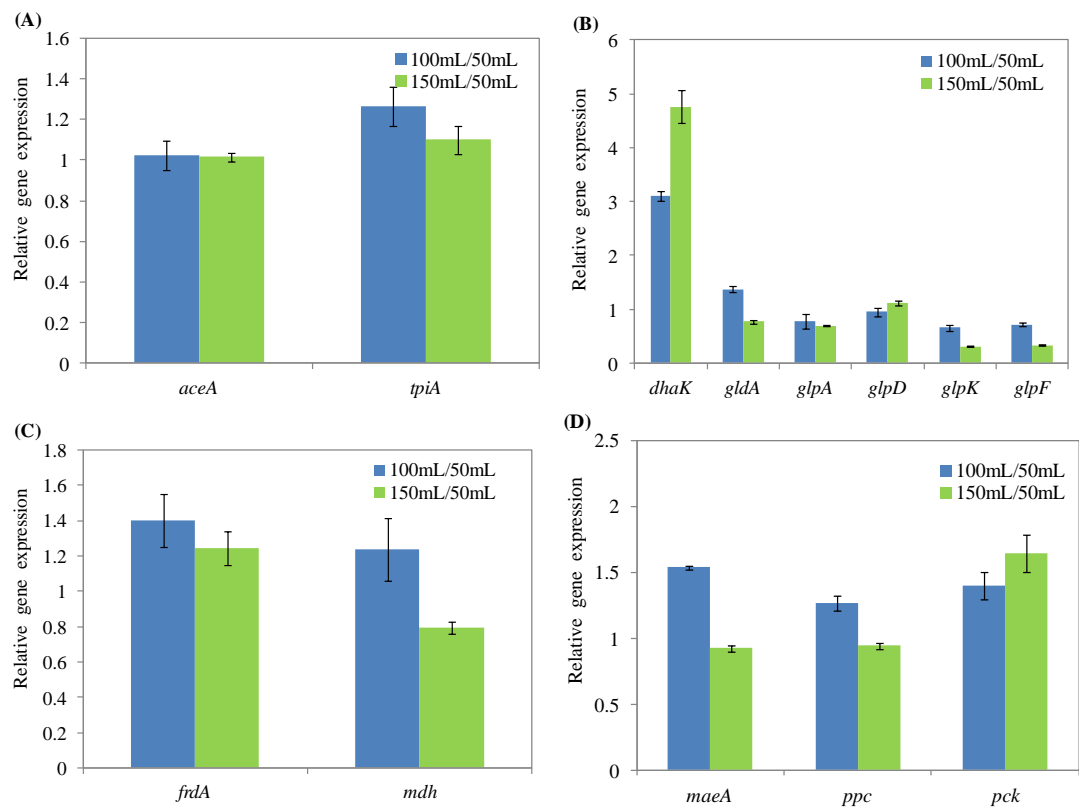 (A)
Relative gene expression
1.6
1.4
1.2
1
0.8
0.6
0.4
0.2
0
100mL/50mL
150mL/50mL
aceA tpiA
(B)
Relative gene expression
6
5
4
3
2
1
0
100mL/50mL
150mL/50mL
dhaK gldA glpA glpD glpK glpF
(C)
Relative gene expression
1.8
1.6
1.4
1.2
1
0.8
0.6
0.4
0.2
0
100mL/50mL
150mL/50mL
frdA mdh
(D)
Relative gene expression
2.5
2
1.5
1
0.5
0
100mL/50mL
150mL/50mL
maeA ppc pck